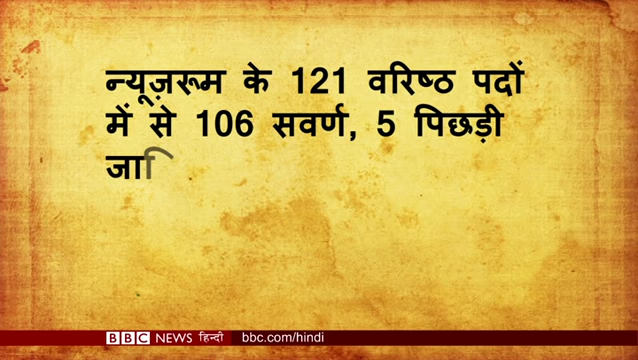 न्यूज़रूम के 121 वरिष्ठ पदों
में से 106 सवर्ण, 5 पिछड़ी
जा
BBC NEWS हिन्दी bbc.com/hindi